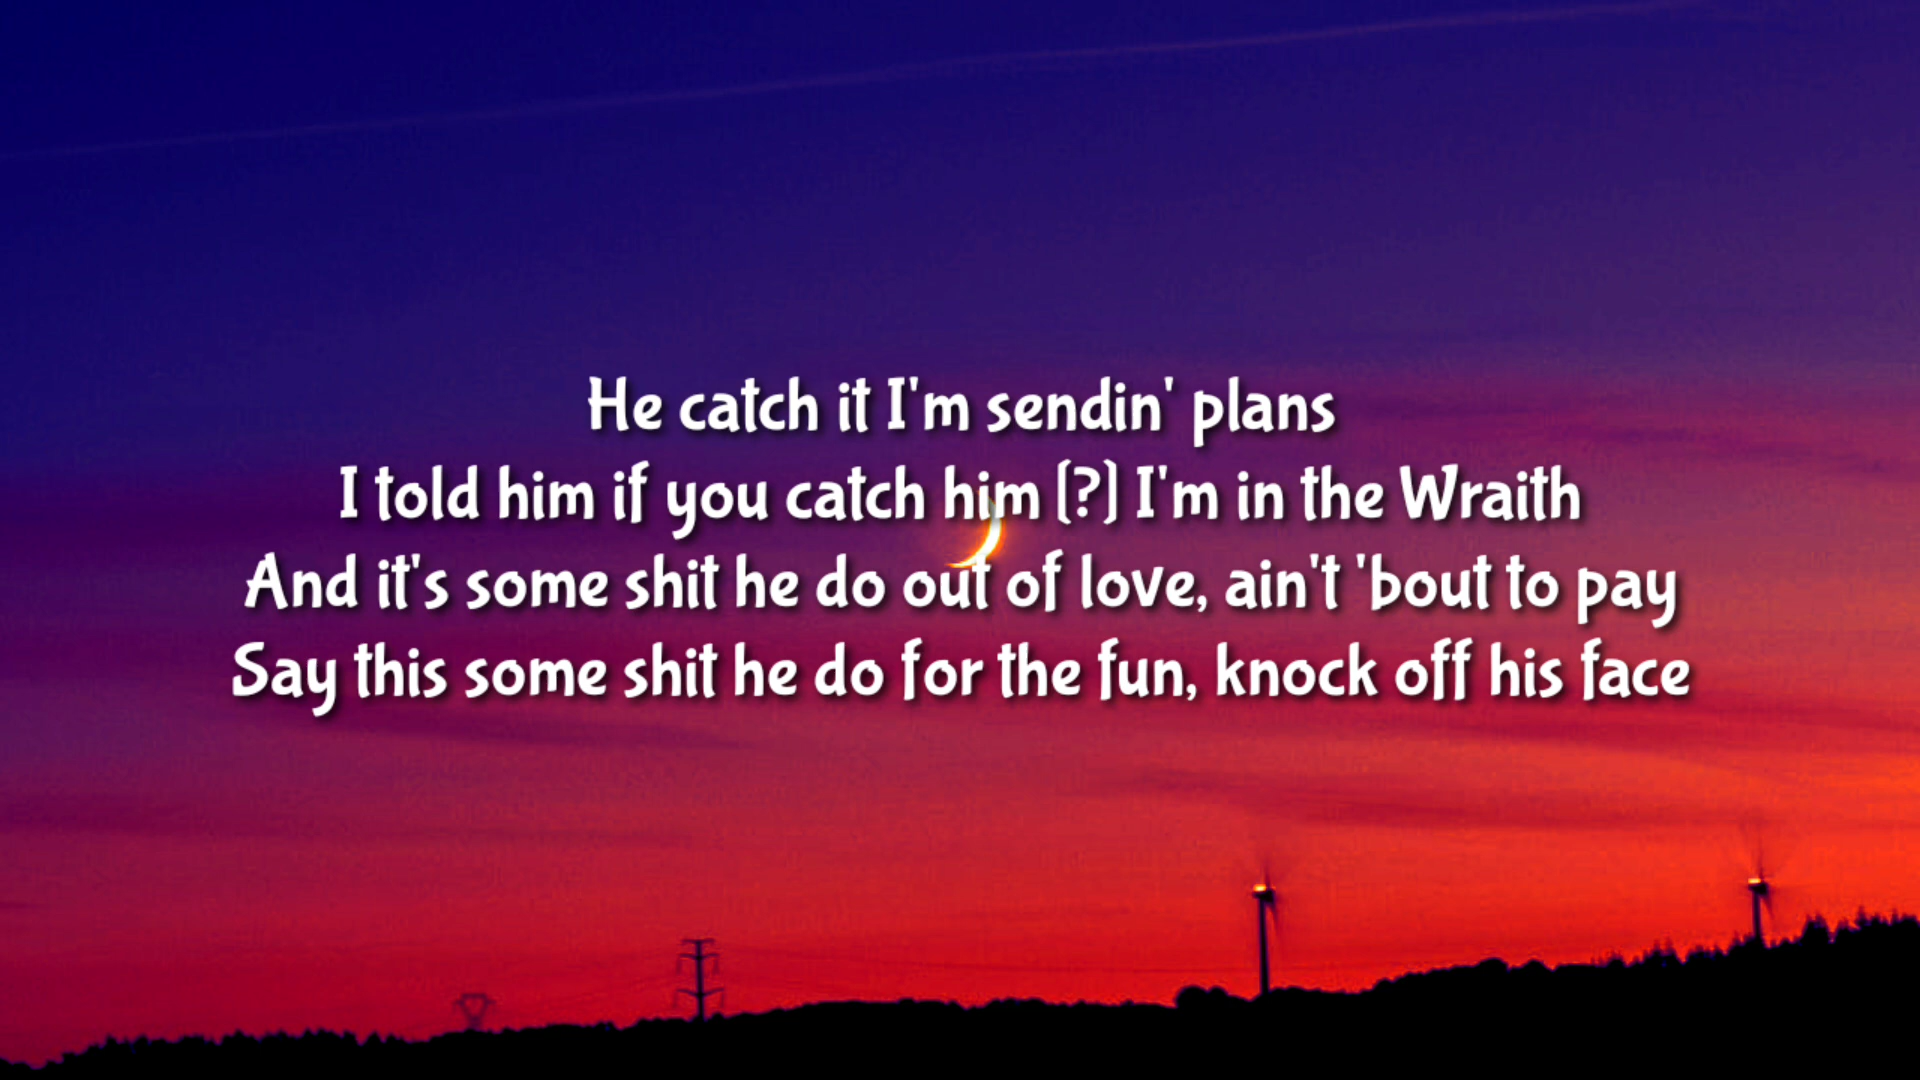 He catch it I'm sendin' plans
I told him if you catch him (?) I'm in the Wraith
And it's some shit he do out of love, ain't 'bout to pay
Say this some shit he do for the fun, knock off his face